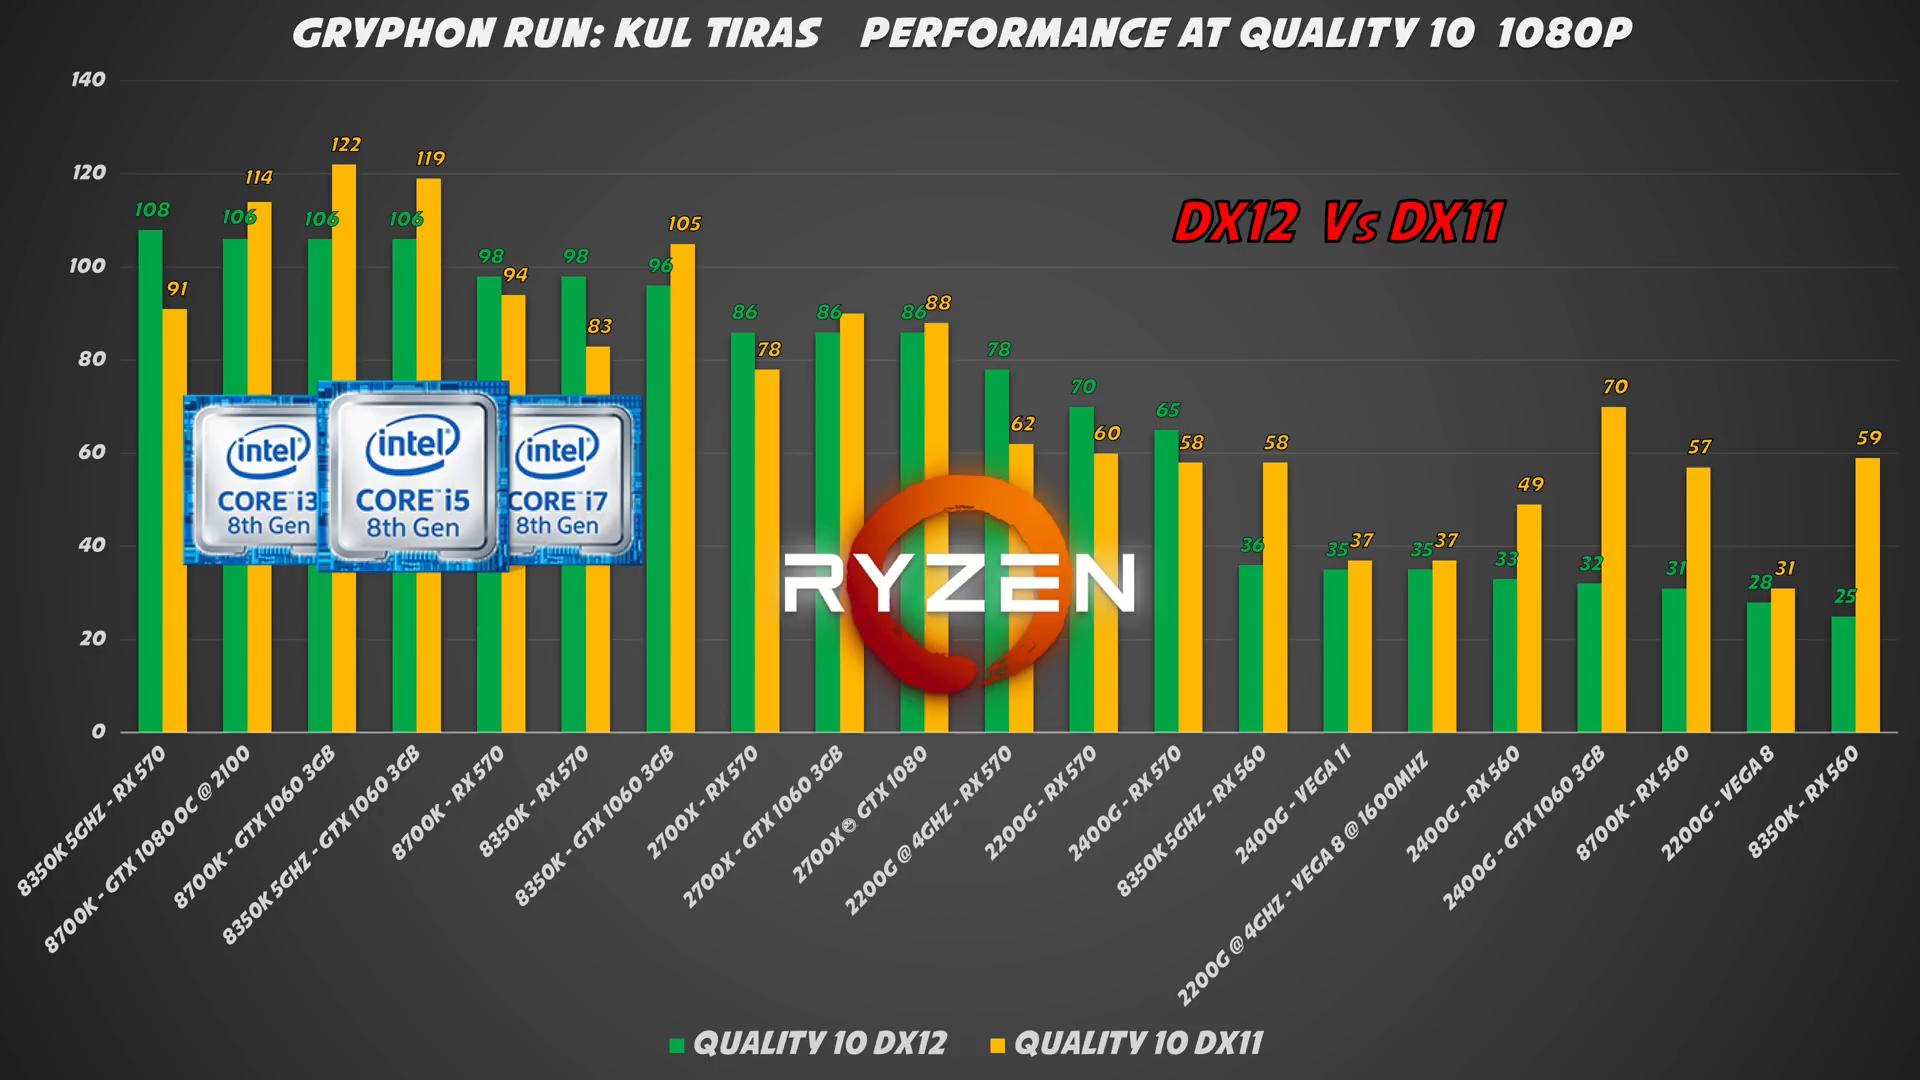 GRYPHON RUN: KUL TIRAS PERFORMANCE AT QUALITY 10 1080P
140
120
100
80
60
40
20
0
DX12 Vs DX11
108
91
106
114
106
122
106
119
98
94
98
83
96
105
86
78
86
86
88
78
62
70
60
65
58
36
58
35
37
35
37
33
49
32
70
31
57
28
31
25
59
intel
CORE™ i3
8th Gen
intel
CORE™ i5
8th Gen
intel
CORE™ i7
8th Gen
RYZEN
8350K 5GHZ - RX 570
8700K - GTX 1080 OC @ 2100
8700K - GTX 1060 3GB
8350K 5GHZ - GTX 1060 3GB
8700K - RX 570
8350K - RX 570
8350K - GTX 1060 3GB
2700X - RX 570
2700X - GTX 1060 3GB
2700X GTX 1080
2200G @ 4GHZ - RX 570
2200G - RX 570
2400G - RX 570
8350K 5GHZ - RX 560
2400G - VEGA 11
2200G @ 4GHZ - VEGA 8 @ 1600MHZ
2400G - RX 560
2400G - GTX 1060 3GB
8700K - RX 560
2200G - VEGA 8
8350K - RX 560
QUALITY 10 DX12
QUALITY 10 DX11